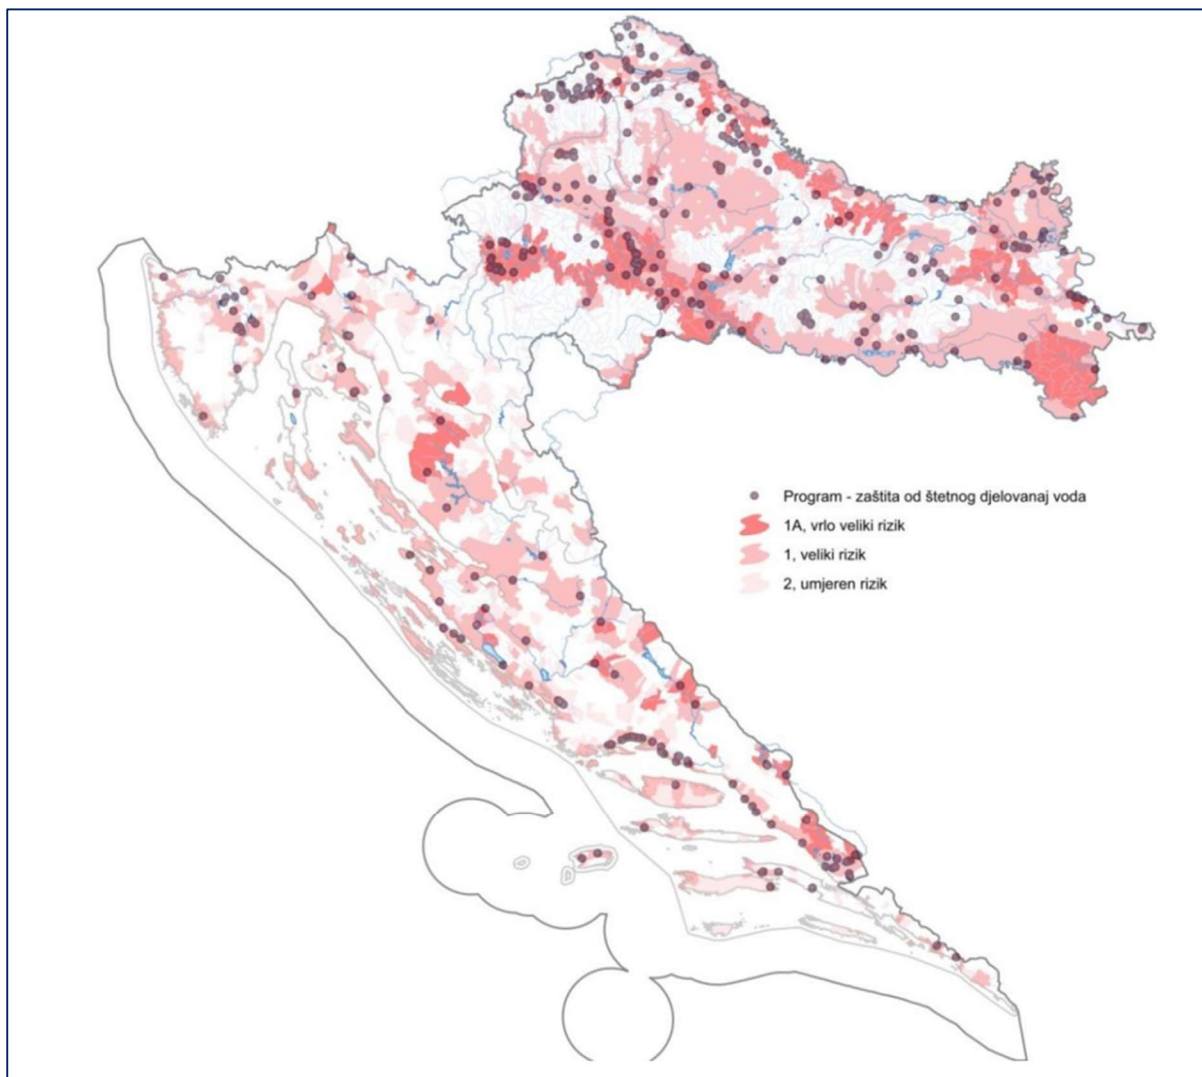 Program - zaštita od štetnog djelovanaj voda
1A, vrlo veliki rizik
1, veliki rizik
2, umjeren rizik